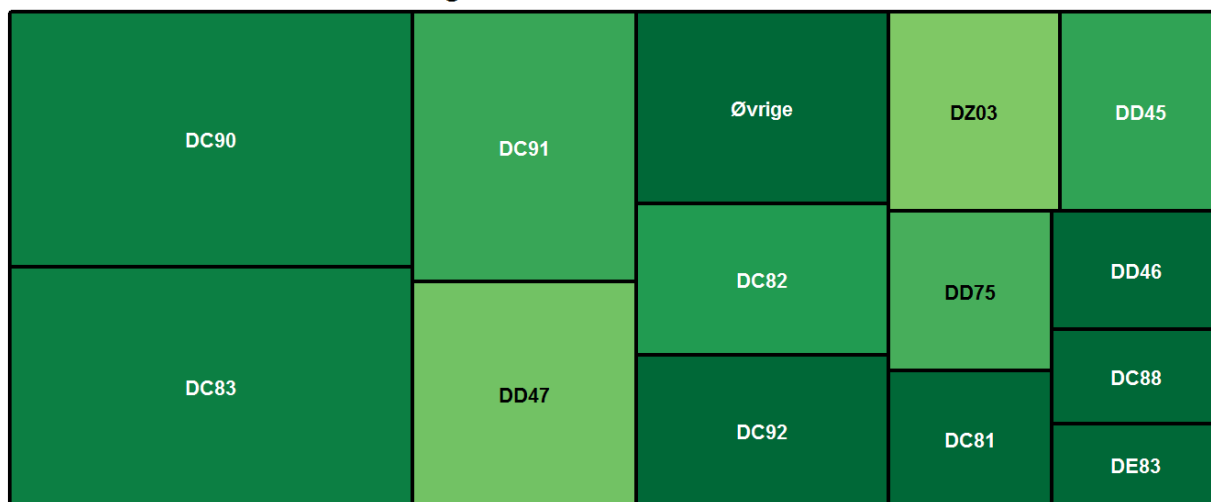 DC90
DC83
DC91
DD47
Øvrige
DC82
DC92
DZ03
DD45
DD75
DC81
DD46
DC88
DE83